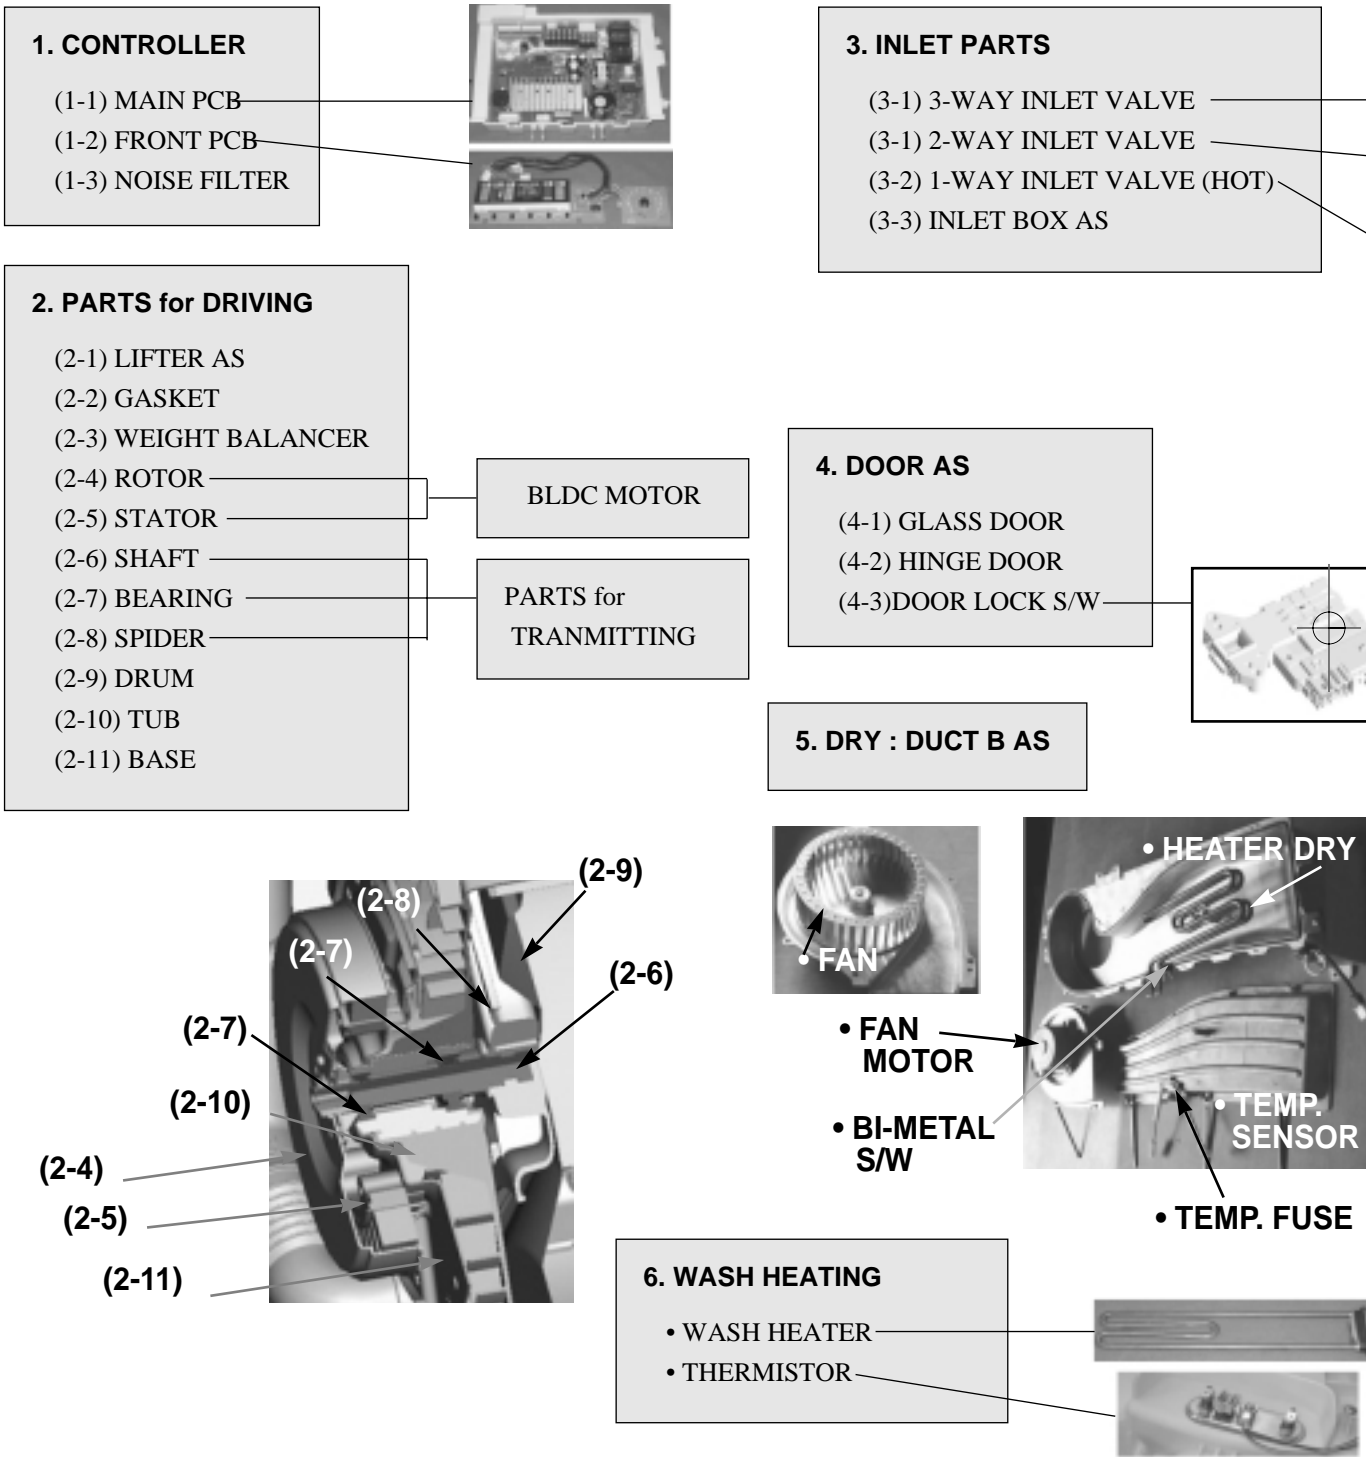 1. CONTROLLER
(1-1) MAIN PCB
(1-2) FRONT PCB
(1-3) NOISE FILTER
3. INLET PARTS
(3-1) 3-WAY INLET VALVE
(3-1) 2-WAY INLET VALVE
(3-2) 1-WAY INLET VALVE (HOT)
(3-3) INLET BOX AS
2. PARTS for DRIVING
(2-1) LIFTER AS
(2-2) GASKET
(2-3) WEIGHT BALANCER
(2-4) ROTOR
(2-5) STATOR
(2-6) SHAFT
(2-7) BEARING
(2-8) SPIDER
(2-9) DRUM
(2-10) TUB
(2-11) BASE
BLDC MOTOR
PARTS for
TRANMITTING
4. DOOR AS
(4-1) GLASS DOOR
(4-2) HINGE DOOR
(4-3)DOOR LOCK S/W
5. DRY : DUCT B AS
(2-9)
(2-8)
(2-7)
(2-6)
(2-7)
(2-10)
(2-4)
(2-5)
(2-11)
• HEATER DRY
• FAN
• FAN
MOTOR
• BI-METAL
S/W
• TEMP.
SENSOR
• TEMP. FUSE
6. WASH HEATING
• WASH HEATER
• THERMISTOR